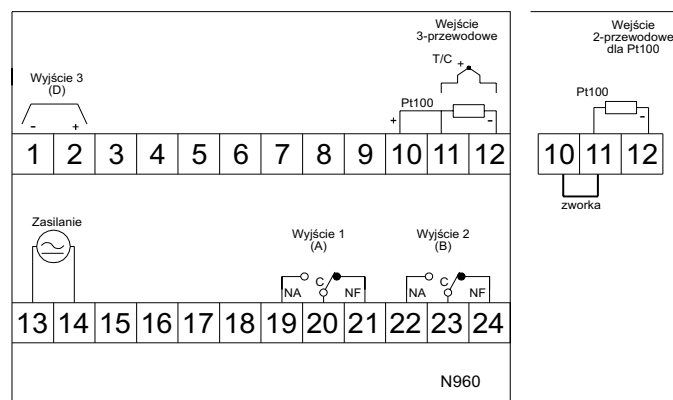 Wejście
3-przewodowe
T/C +
Wyjście 3
(D)
- +
Pt100
+ -
1 2 3 4 5 6 7 8 9 10 11 12
Zasilanie
Wyjście 1
(A)
NA C NF
Wyjście 2
(B)
NA C NF
13 14 15 16 17 18 19 20 21 22 23 24
N960
Wejście
2-przewodowe
dla Pt100
Pt100
-
10 11 12
zworka